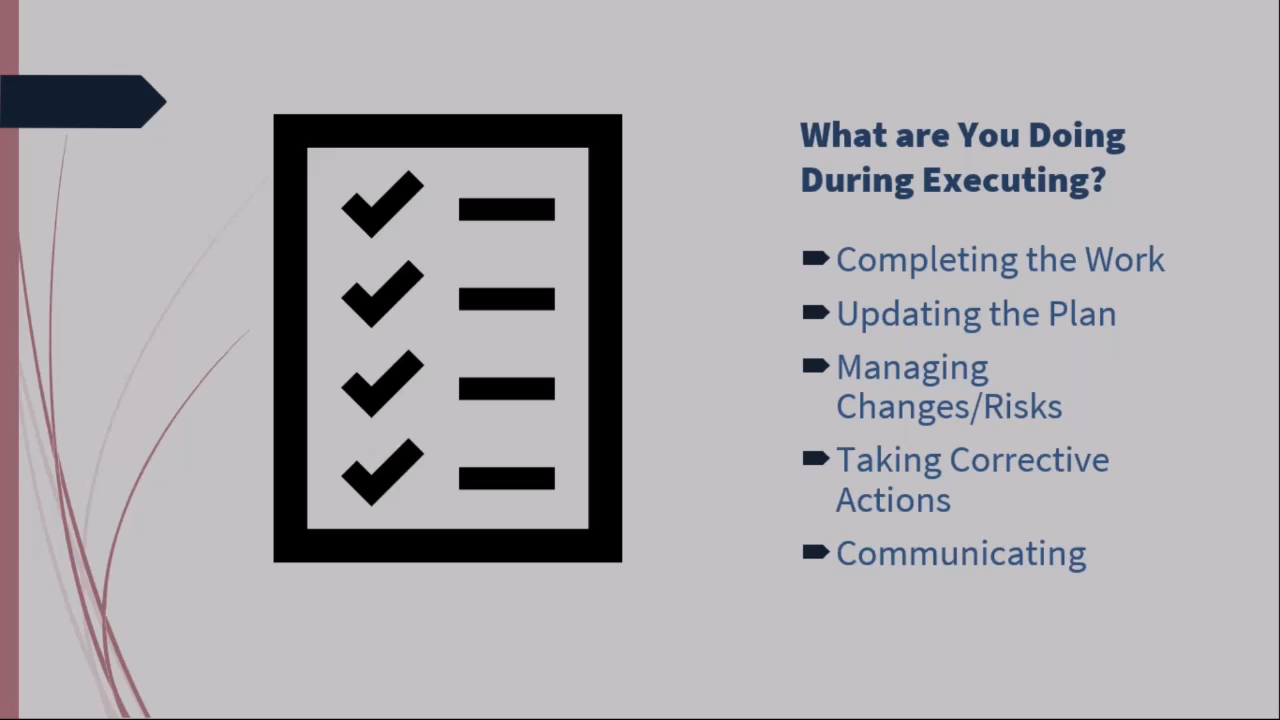 What are You Doing
During Executing?
Completing the Work
Updating the Plan
Managing
Changes/Risks
Taking Corrective
Actions
Communicating